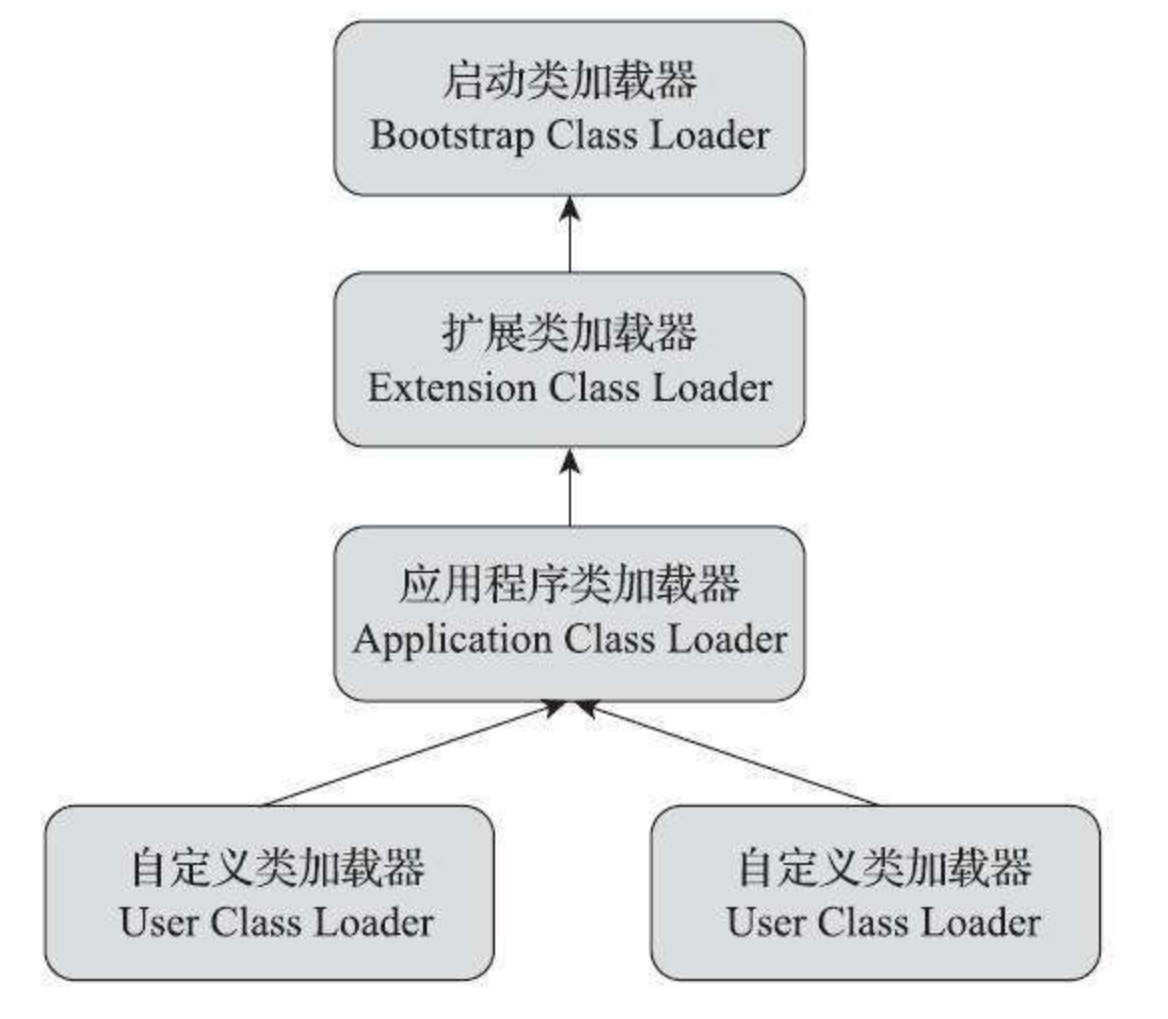 启动类加载器
Bootstrap Class Loader
扩展类加载器
Extension Class Loader
应用程序类加载器
Application Class Loader
自定义类加载器
User Class Loader
自定义类加载器
User Class Loader